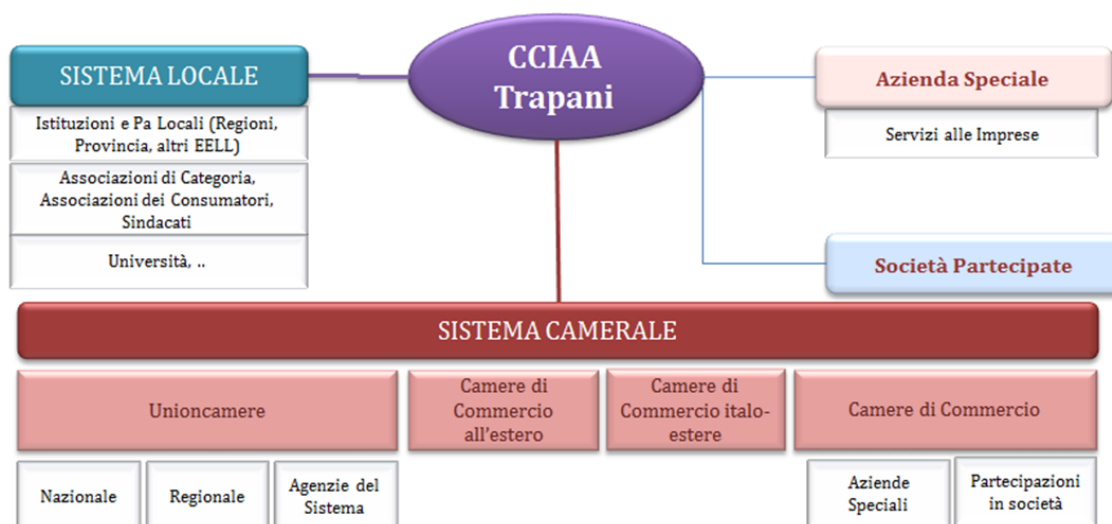 CCIAA
Trapani
SISTEMA LOCALE
Istituzioni e Pa Locali (Regioni,
Provincia, altri EELL)
Associazioni di Categoria,
Associazioni dei Consumatori,
Sindacati
Università, ..
Azienda Speciale
Servizi alle Imprese
Società Partecipate
SISTEMA CAMERALE
Unioncamere
Camere di
Commercio
all'estero
Camere di
Commercio italo-
estere
Camere di Commercio
Nazionale
Regionale
Agenzie del
Sistema
Aziende
Speciali
Partecipazioni
in società